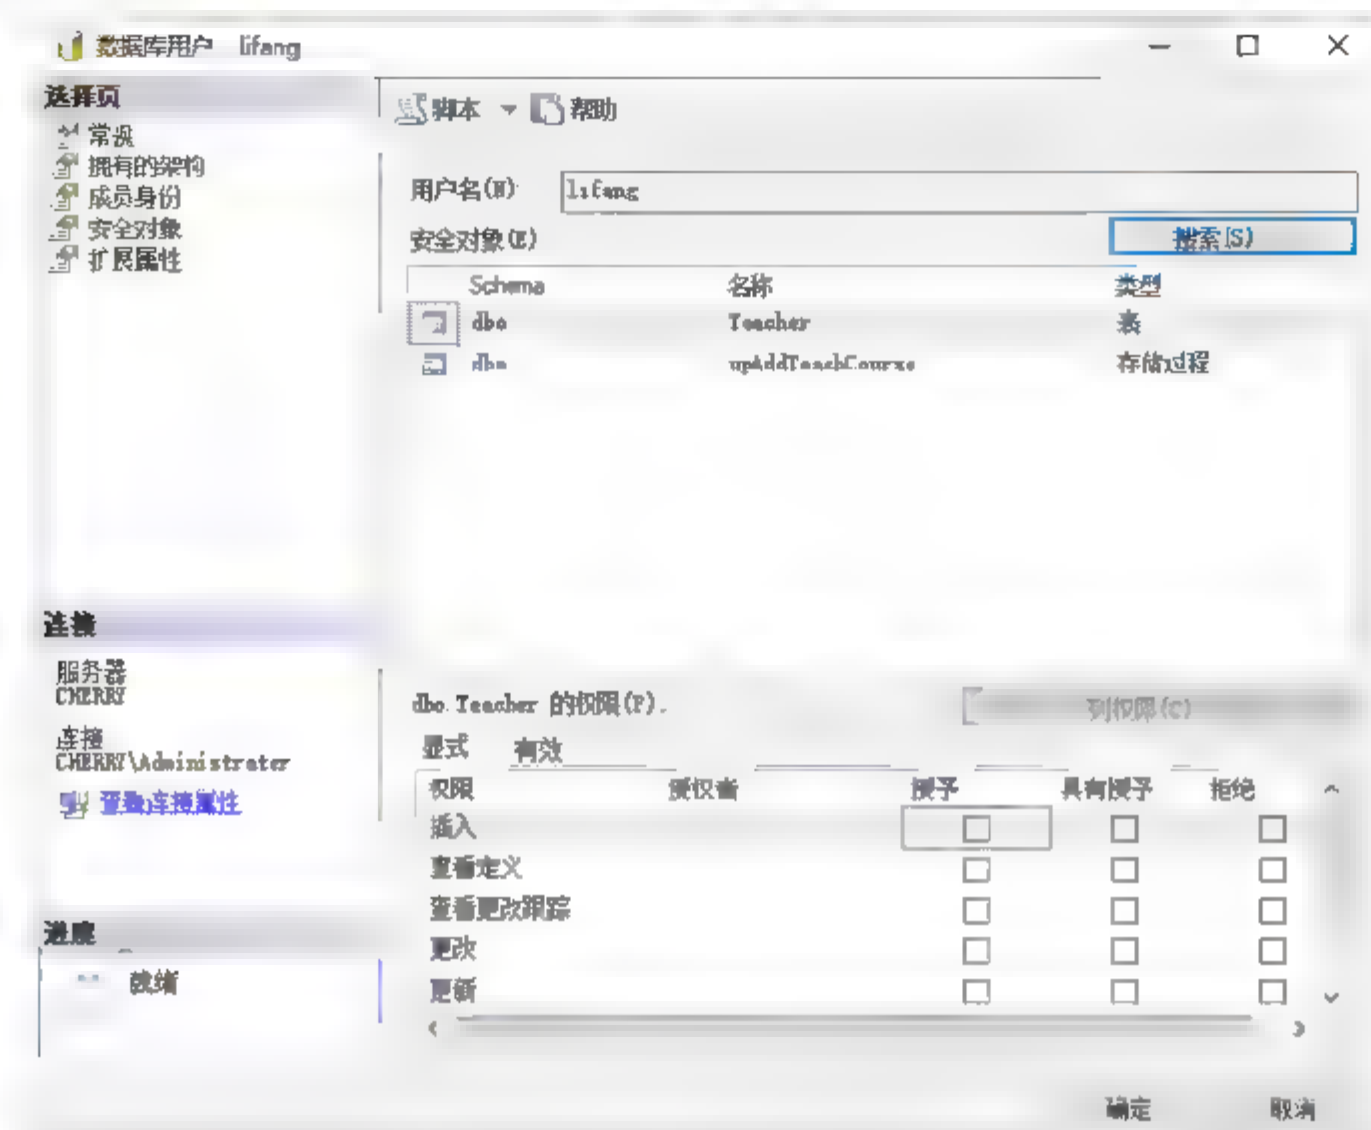 数据库用户 lifang
选择页
常规
拥有的架构
成员身份
安全对象
扩展属性
脚本 帮助
用户名(N)
lifang
安全对象(E)
搜索(S)
Schema 名称 类型
dbo Teacher 表
dbo upAddTeachCourse 存储过程
连接
服务器
CHERRY
连接
CHERRY\Administrator
查看连接属性
进度
就绪
dbo.Teacher 的权限(P).
列权限(C)
显式 有效
权限 授权者 授予 具有授予 拒绝
插入
查看定义
查看更改跟踪
更改
更新
确定 取消